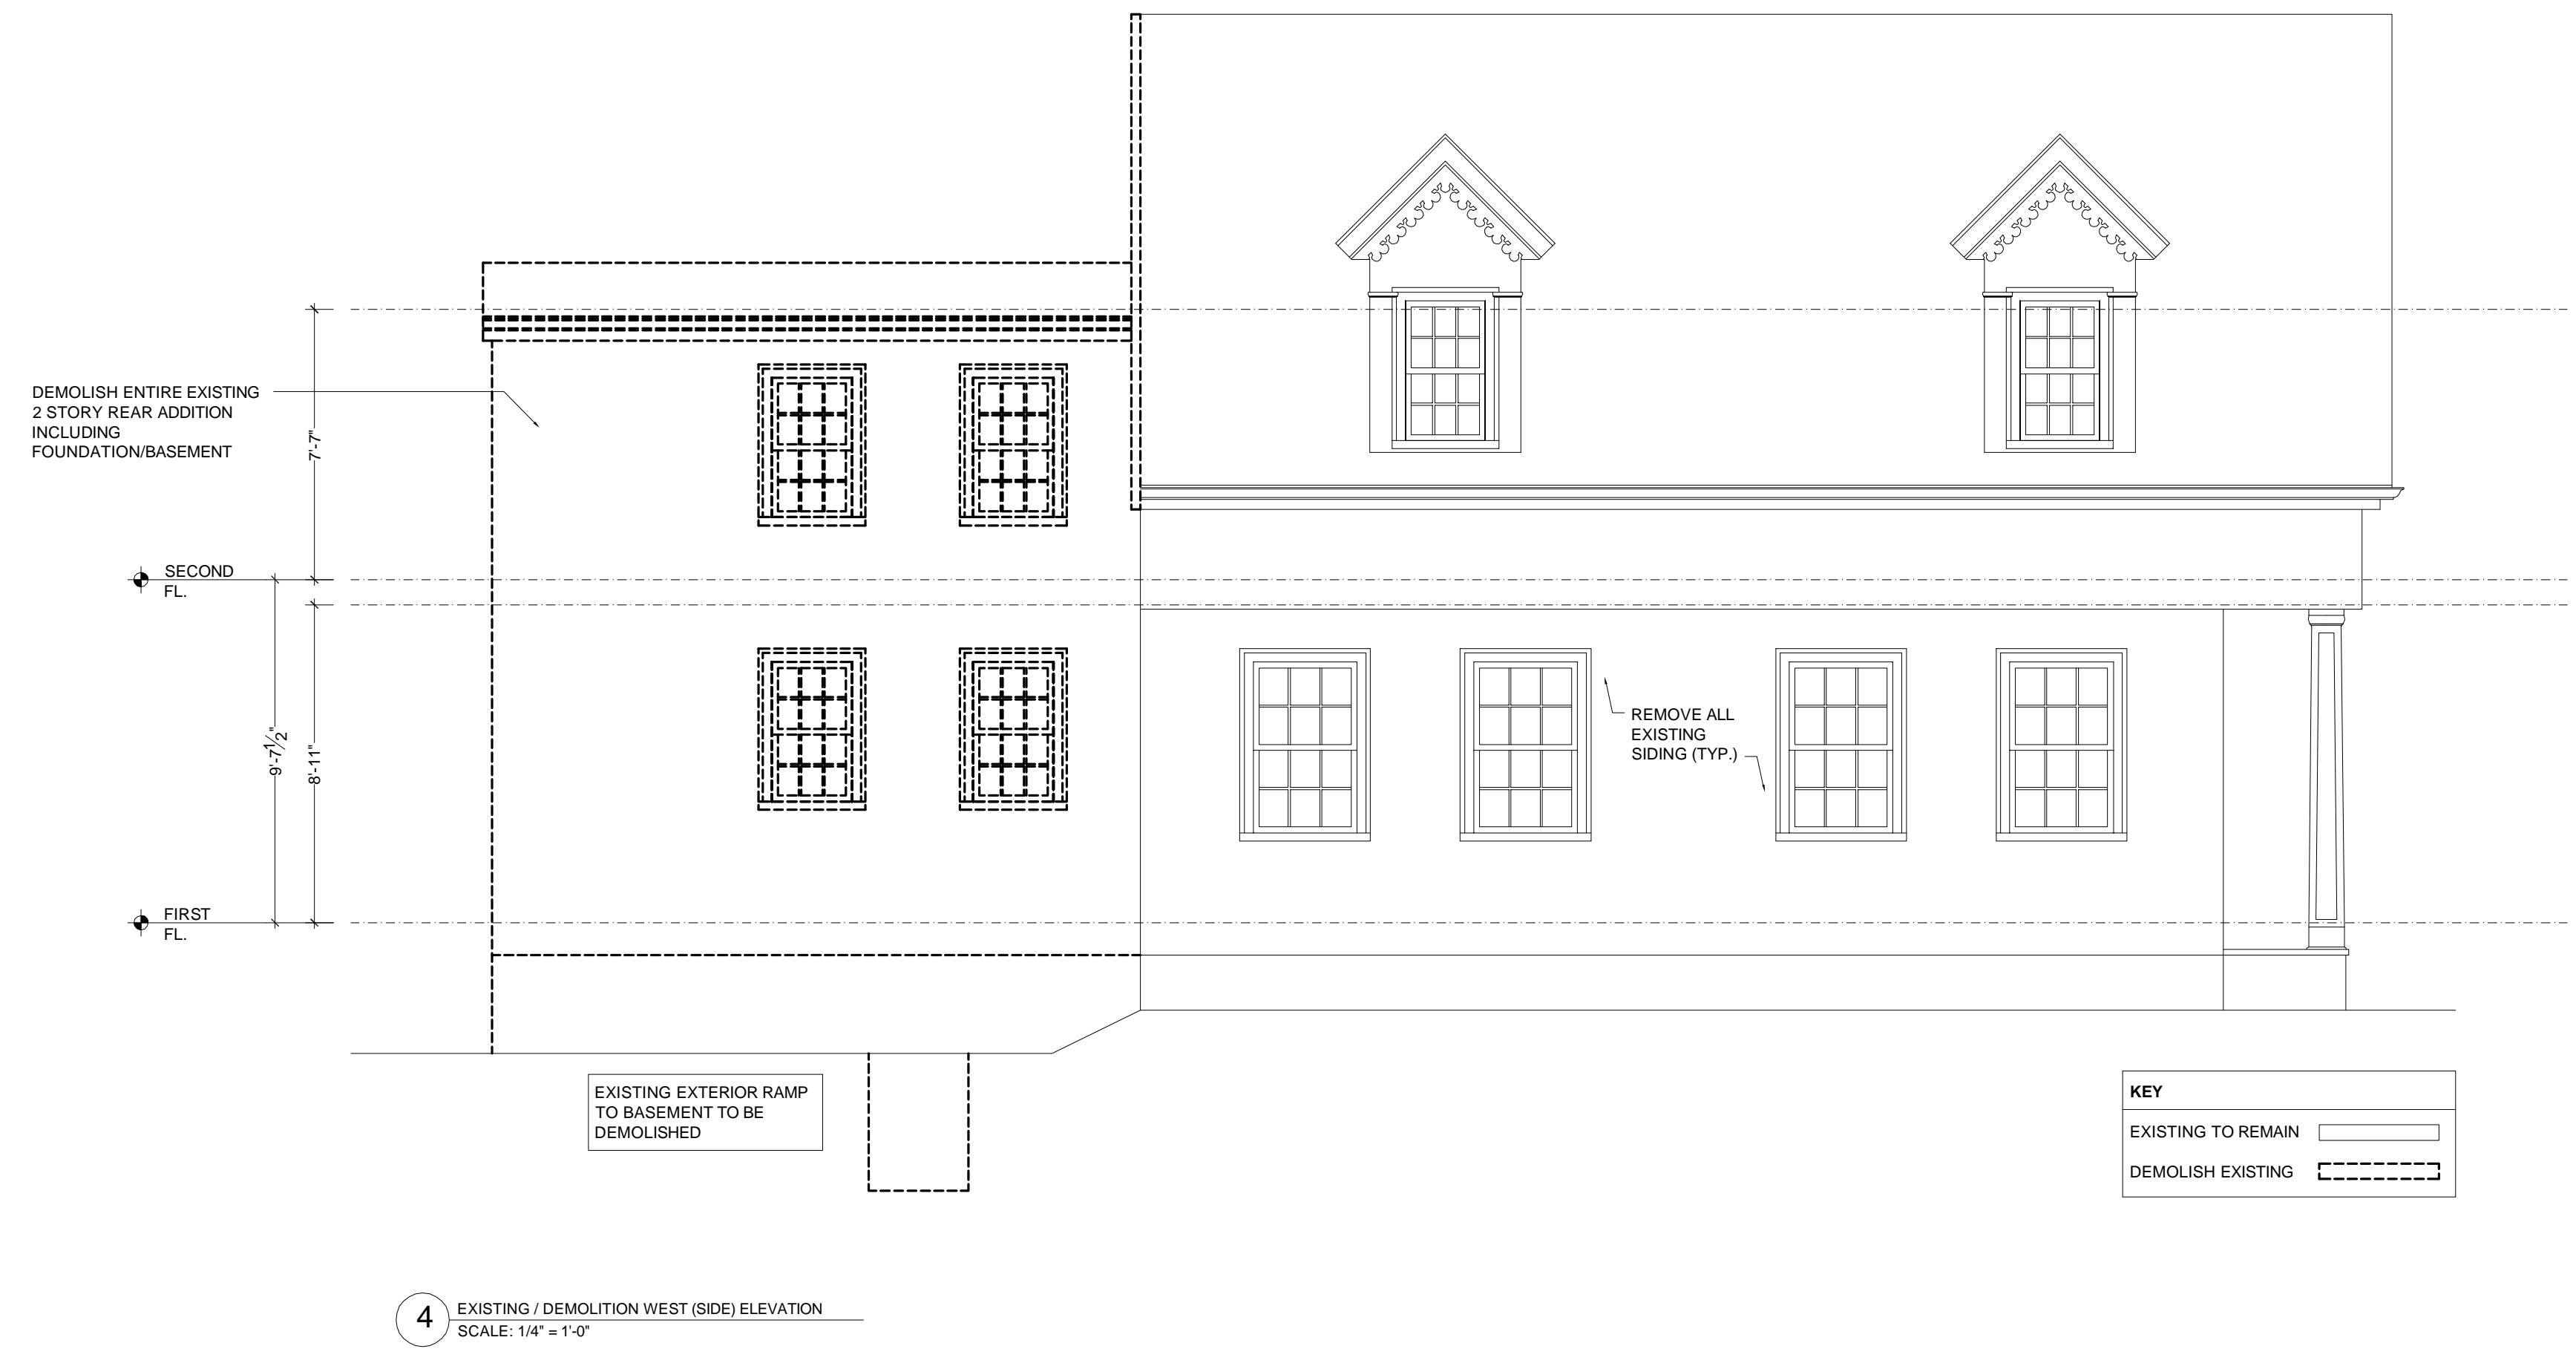 DEMOLISH ENTIRE EXISTING
2 STORY REAR ADDITION
INCLUDING
FOUNDATION/BASEMENT
7'-7"
SECOND
FL.
9'-7 1/2"
8'-11"
REMOVE ALL
EXISTING
SIDING (TYP.)
FIRST
FL.
EXISTING EXTERIOR RAMP
TO BASEMENT TO BE
DEMOLISHED
KEY
EXISTING TO REMAIN
DEMOLISH EXISTING
4
EXISTING / DEMOLITION WEST (SIDE) ELEVATION
SCALE: 1/4" = 1'-0"